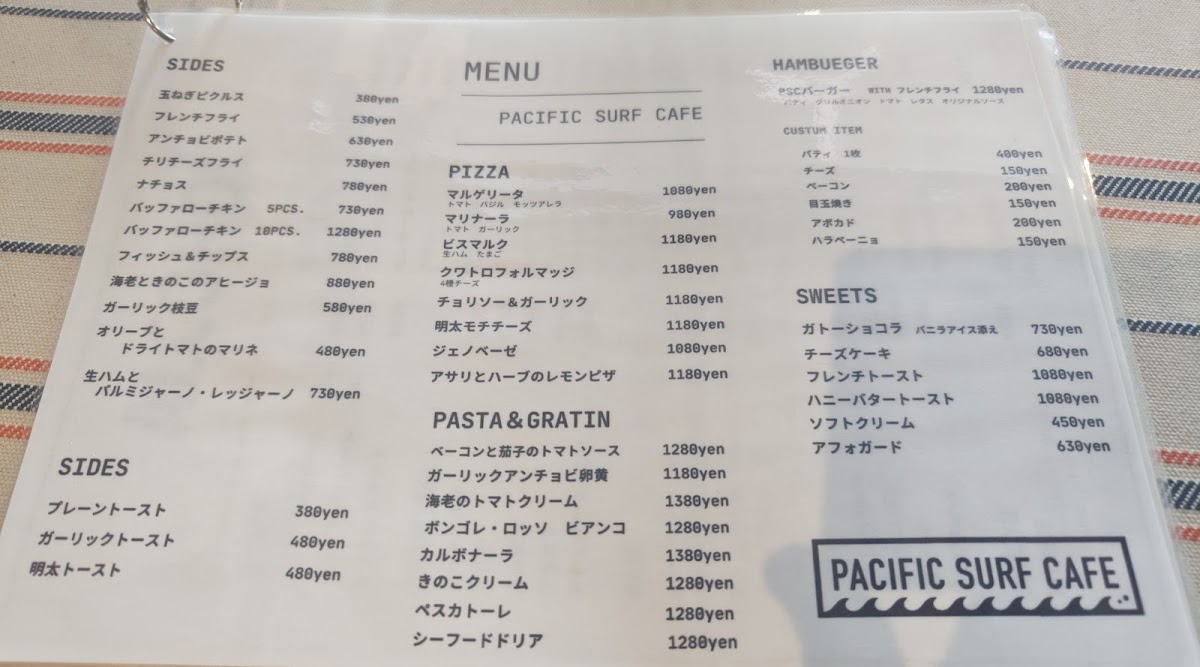 SIDES
玉ねぎピクルス 380yen
フレンチフライ 530yen
アンチョビポテト 630yen
チリチーズフライ 730yen
ナチョス 780yen
バッファローチキン 5PCS. 730yen
バッファローチキン 10PCS. 1280yen
フィッシュ＆チップス 780yen
海老ときのこのアヒージョ 880yen
ガーリック枝豆 580yen
オリーブと
ドライトマトのマリネ 480yen
生ハムと
パルミジャーノ・レッジャーノ 730yen
SIDES
プレーントースト 380yen
ガーリックトースト 480yen
明太トースト 480yen
MENU
PACIFIC SURF CAFE
PIZZA
マルゲリータ 1080yen
トマト バジル モッツアレラ
マリナーラ 980yen
トマト ガーリック
ビスマルク 1180yen
生ハム たまご
クワトロフォルマッジ 1180yen
4種チーズ
チョリソー＆ガーリック 1180yen
明太モチチーズ 1180yen
ジェノベーゼ 1080yen
アサリとハーブのレモンピザ 1180yen
PASTA＆GRATIN
ベーコンと茄子のトマトソース 1280yen
ガーリックアンチョビ卵黄 1180yen
海老のトマトクリーム 1380yen
ボンゴレ・ロッソ ビアンコ 1280yen
カルボナーラ 1380yen
きのこクリーム 1280yen
ペスカトーレ 1280yen
シーフードドリア 1280yen
HAMBUEGER
PSCバーガー WITH フレンチフライ 1280yen
パティ グリルオニオン トマト レタス オリジナルソース
CUSTUM ITEM
パティ 1枚 400yen
チーズ 150yen
ベーコン 200yen
目玉焼き 150yen
アボカド 200yen
ハラペーニョ 150yen
SWEETS
ガトーショコラ バニラアイス添え 730yen
チーズケーキ 680yen
フレンチトースト 1080yen
ハニーバタートースト 1080yen
ソフトクリーム 450yen
アフォガード 630yen
PACIFIC SURF CAFE